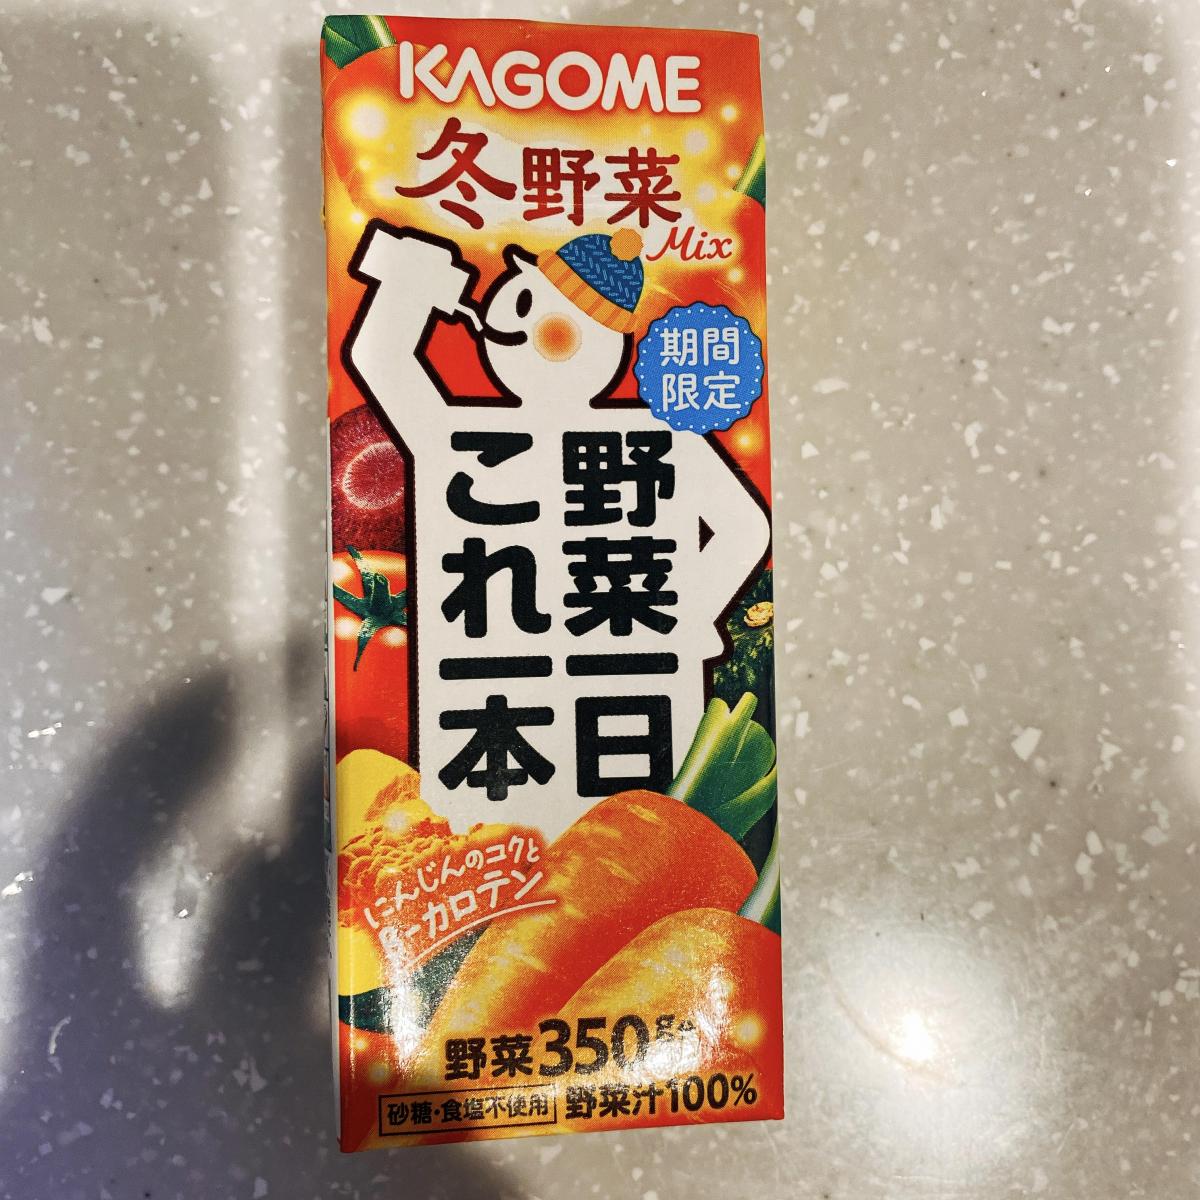 KAGOME
冬野菜
Mix
期間
限定
野菜一日
これ一本
にんじんのコクと
β-カロテン
野菜350g分
砂糖・食塩不使用
野菜汁100%